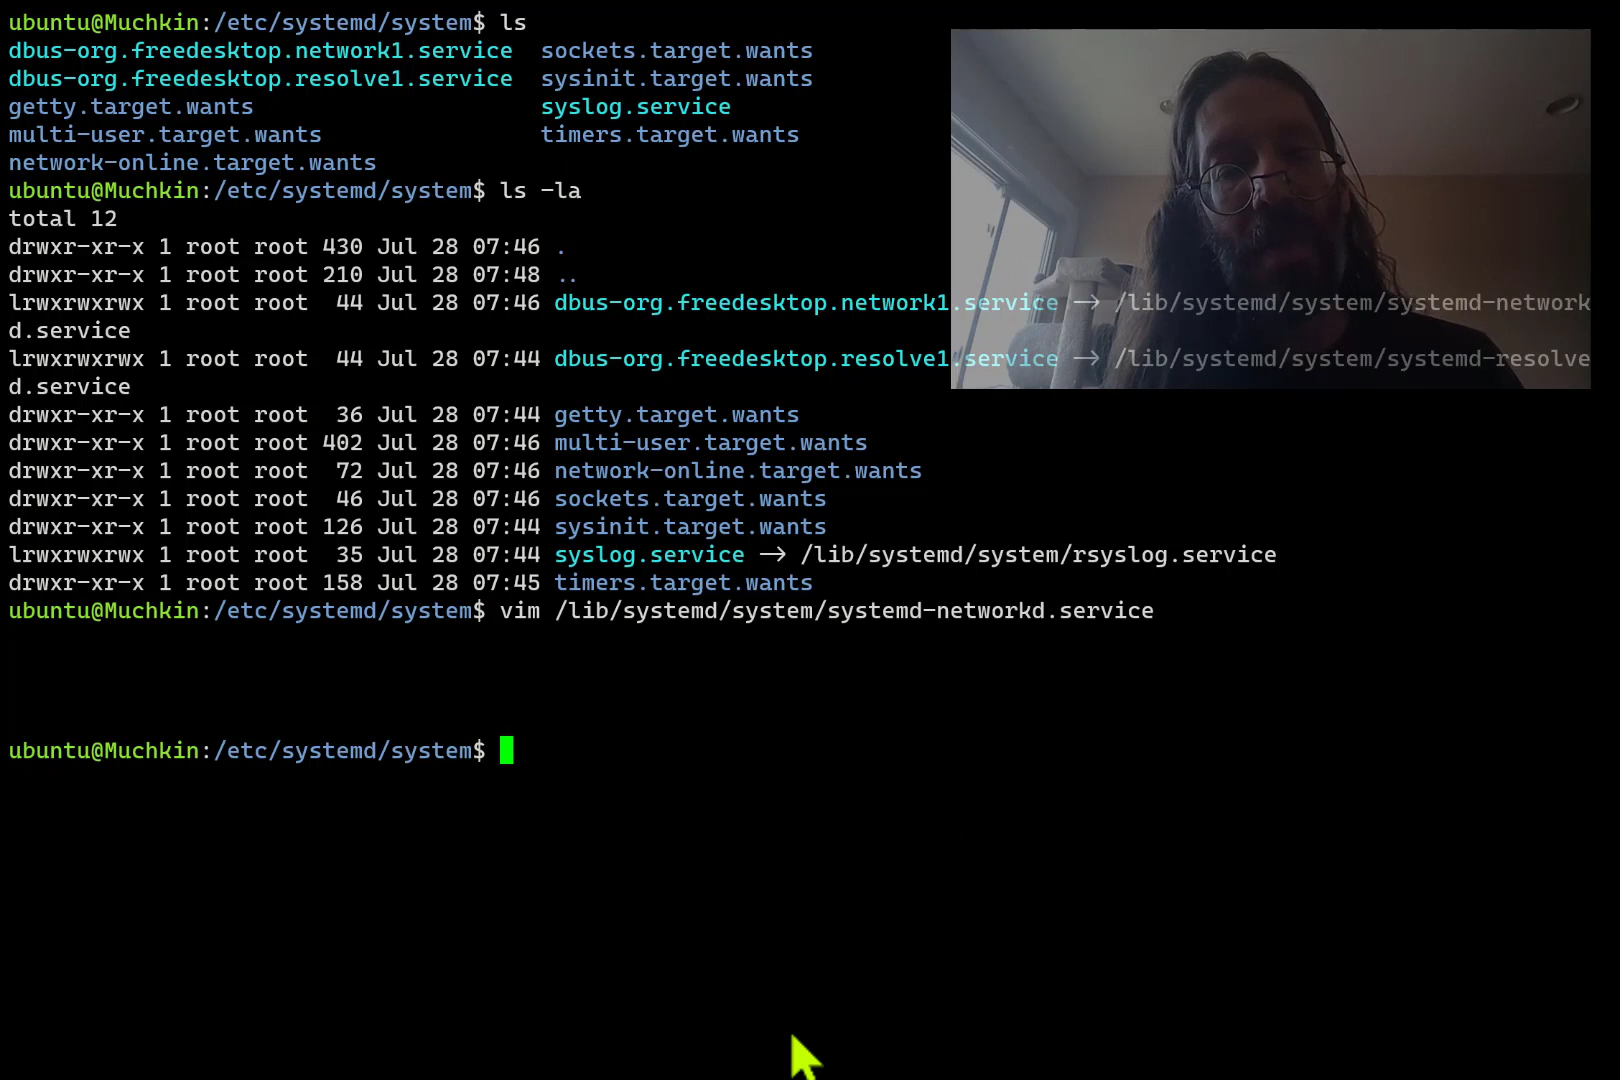 ubuntu@Muchkin:/etc/systemd/system$ ls
dbus-org.freedesktop.network1.service  sockets.target.wants
dbus-org.freedesktop.resolve1.service  sysinit.target.wants
getty.target.wants                     syslog.service
multi-user.target.wants                timers.target.wants
network-online.target.wants
ubuntu@Muchkin:/etc/systemd/system$ ls -la
total 12
drwxr-xr-x 1 root root 430 Jul 28 07:46 .
drwxr-xr-x 1 root root 210 Jul 28 07:48 ..
lrwxrwxrwx 1 root root  44 Jul 28 07:46 dbus-org.freedesktop.network1.service -> /lib/systemd/system/systemd-network
d.service
lrwxrwxrwx 1 root root  44 Jul 28 07:44 dbus-org.freedesktop.resolve1.service -> /lib/systemd/system/systemd-resolve
d.service
drwxr-xr-x 1 root root  36 Jul 28 07:44 getty.target.wants
drwxr-xr-x 1 root root 402 Jul 28 07:46 multi-user.target.wants
drwxr-xr-x 1 root root  72 Jul 28 07:46 network-online.target.wants
drwxr-xr-x 1 root root  46 Jul 28 07:46 sockets.target.wants
drwxr-xr-x 1 root root 126 Jul 28 07:44 sysinit.target.wants
lrwxrwxrwx 1 root root  35 Jul 28 07:44 syslog.service -> /lib/systemd/system/rsyslog.service
drwxr-xr-x 1 root root 158 Jul 28 07:45 timers.target.wants
ubuntu@Muchkin:/etc/systemd/system$ vim /lib/systemd/system/systemd-networkd.service
ubuntu@Muchkin:/etc/systemd/system$